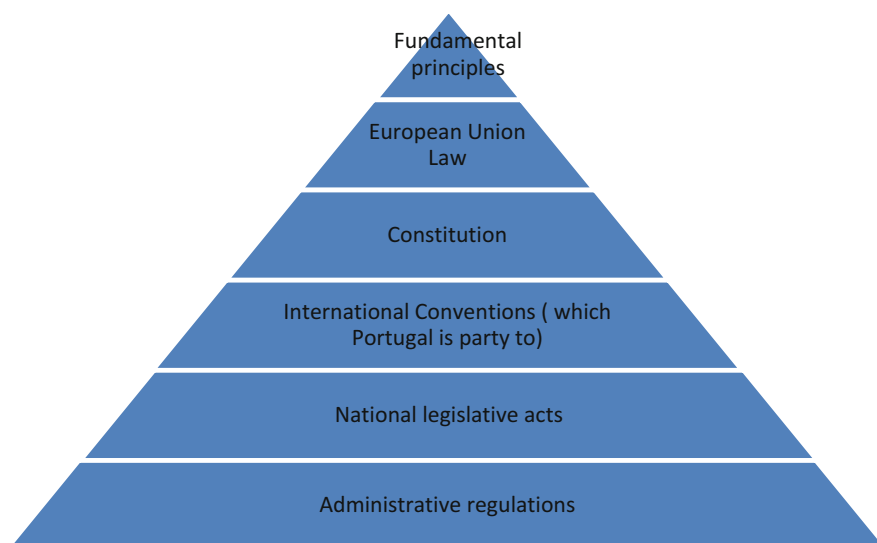 Fundamental
principles
European Union
Law
Constitution
International Conventions ( which
Portugal is party to)
National legislative acts
Administrative regulations